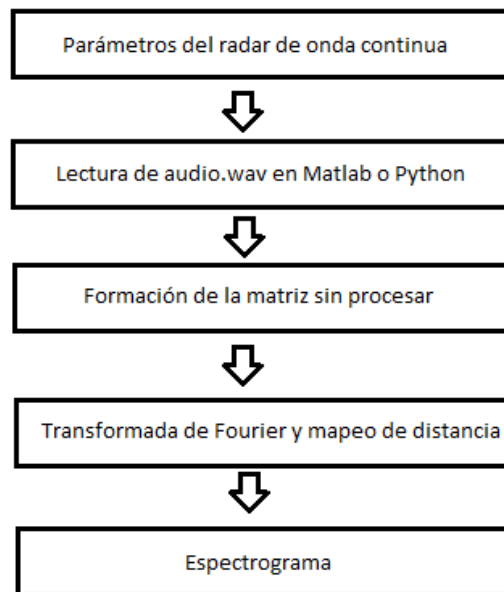 Parámetros del radar de onda continua
Lectura de audio.wav en Matlab o Python
Formación de la matriz sin procesar
Transformada de Fourier y mapeo de distancia
Espectrograma